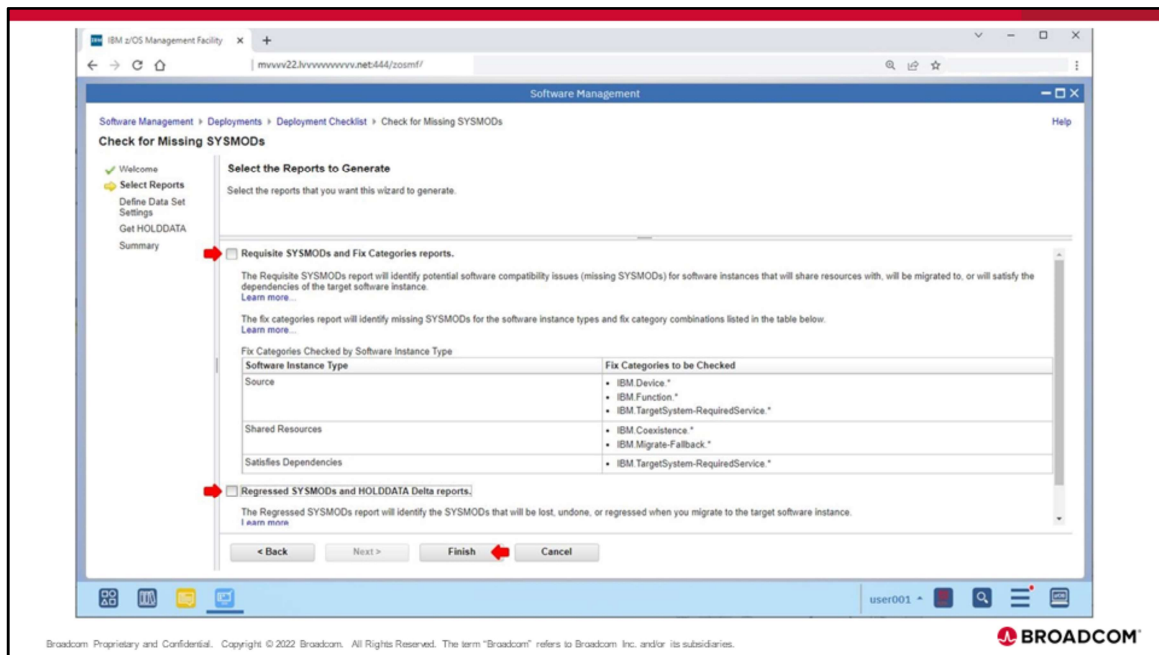 IBM z/OS Management Facility
mvvvv22.lvvvvvvvvvv.net:444/zosmf/
Software Management
Software Management ▸ Deployments ▸ Deployment Checklist ▸ Check for Missing SYSMODs
Help
Check for Missing SYSMODs
Welcome
Select Reports
Define Data Set
Settings
Get HOLDDATA
Summary
Select the Reports to Generate
Select the reports that you want this wizard to generate.
Requisite SYSMODs and Fix Categories reports.
The Requisite SYSMODs report will identify potential software compatibility issues (missing SYSMODs) for software instances that will share resources with, will be migrated to, or will satisfy the
dependencies of the target software instance.
Learn more...
The fix categories report will identify missing SYSMODs for the software instance types and fix category combinations listed in the table below.
Learn more...
Fix Categories Checked by Software Instance Type
Software Instance Type
Fix Categories to be Checked
Source
• IBM.Device.*
• IBM.Function.*
• IBM.TargetSystem-RequiredService.*
Shared Resources
• IBM.Coexistence.*
• IBM.Migrate-Fallback.*
Satisfies Dependencies
• IBM.TargetSystem-RequiredService.*
Regressed SYSMODs and HOLDDATA Delta reports.
The Regressed SYSMODs report will identify the SYSMODs that will be lost, undone, or regressed when you migrate to the target software instance.
Learn more
< Back
Next >
Finish
Cancel
user001
Broadcom Proprietary and Confidential. Copyright © 2022 Broadcom. All Rights Reserved. The term "Broadcom" refers to Broadcom Inc. and/or its subsidiaries.
BROADCOM